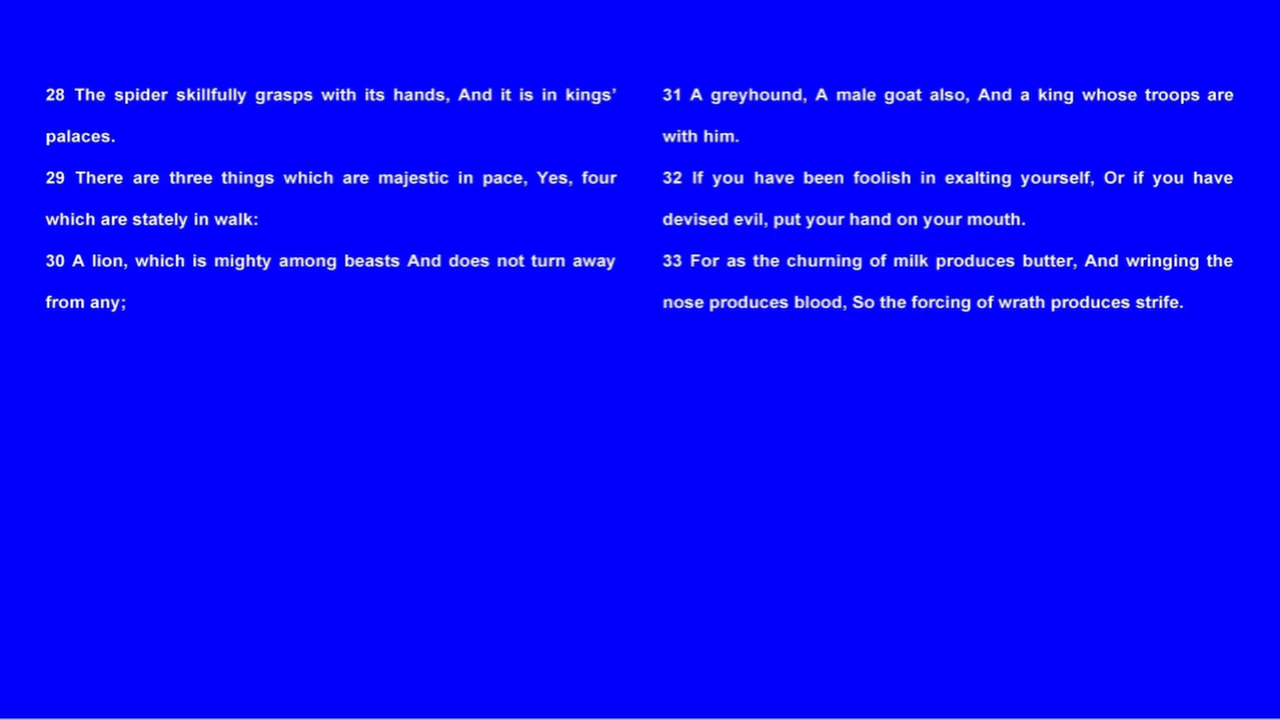 28 The spider skillfully grasps with its hands, And it is in kings’
palaces.
29 There are three things which are majestic in pace, Yes, four
which are stately in walk:
30 A lion, which is mighty among beasts And does not turn away
from any;
31 A greyhound, A male goat also, And a king whose troops are
with him.
32 If you have been foolish in exalting yourself, Or if you have
devised evil, put your hand on your mouth.
33 For as the churning of milk produces butter, And wringing the
nose produces blood, So the forcing of wrath produces strife.